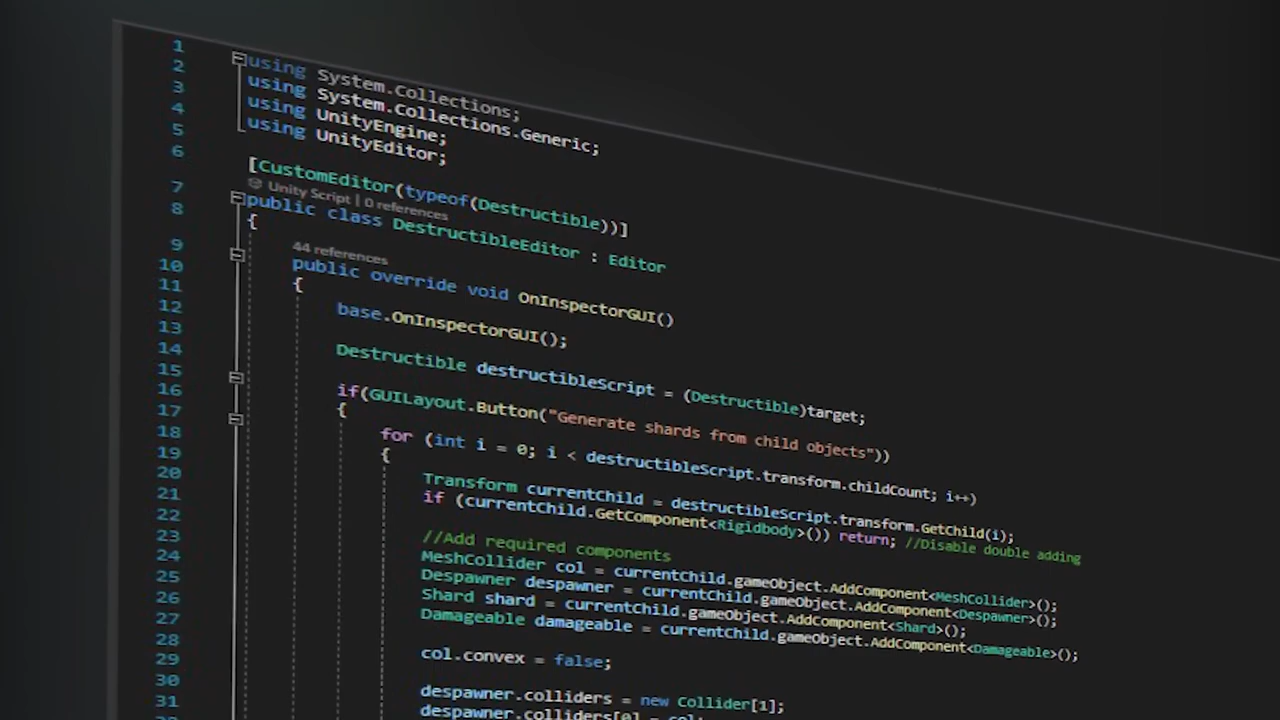 1 using System.Collections;
2 using System.Collections.Generic;
3 using UnityEngine;
4 using UnityEditor;
5
6 [CustomEditor(typeof(Destructible))]
Unity Script | 0 references
7 public class DestructibleEditor : Editor
8 {
44 references
9 public override void OnInspectorGUI()
10 {
11 base.OnInspectorGUI();
12
13 Destructible destructibleScript = (Destructible)target;
14
15 if(GUILayout.Button("Generate shards from child objects"))
16 {
17 for (int i = 0; i < destructibleScript.transform.childCount; i++)
18 {
19 Transform currentChild = destructibleScript.transform.GetChild(i);
20 if (currentChild.GetComponent<Rigidbody>()) return; //Disable double adding
21
22 //Add required components
23 MeshCollider col = currentChild.gameObject.AddComponent<MeshCollider>();
24 Despawner despawner = currentChild.gameObject.AddComponent<Despawner>();
25 Shard shard = currentChild.gameObject.AddComponent<Shard>();
26 Damageable damageable = currentChild.gameObject.AddComponent<Damageable>();
27
28 col.convex = false;
29
30 despawner.colliders = new Collider[1];
31 despawner.colliders[0] = col;